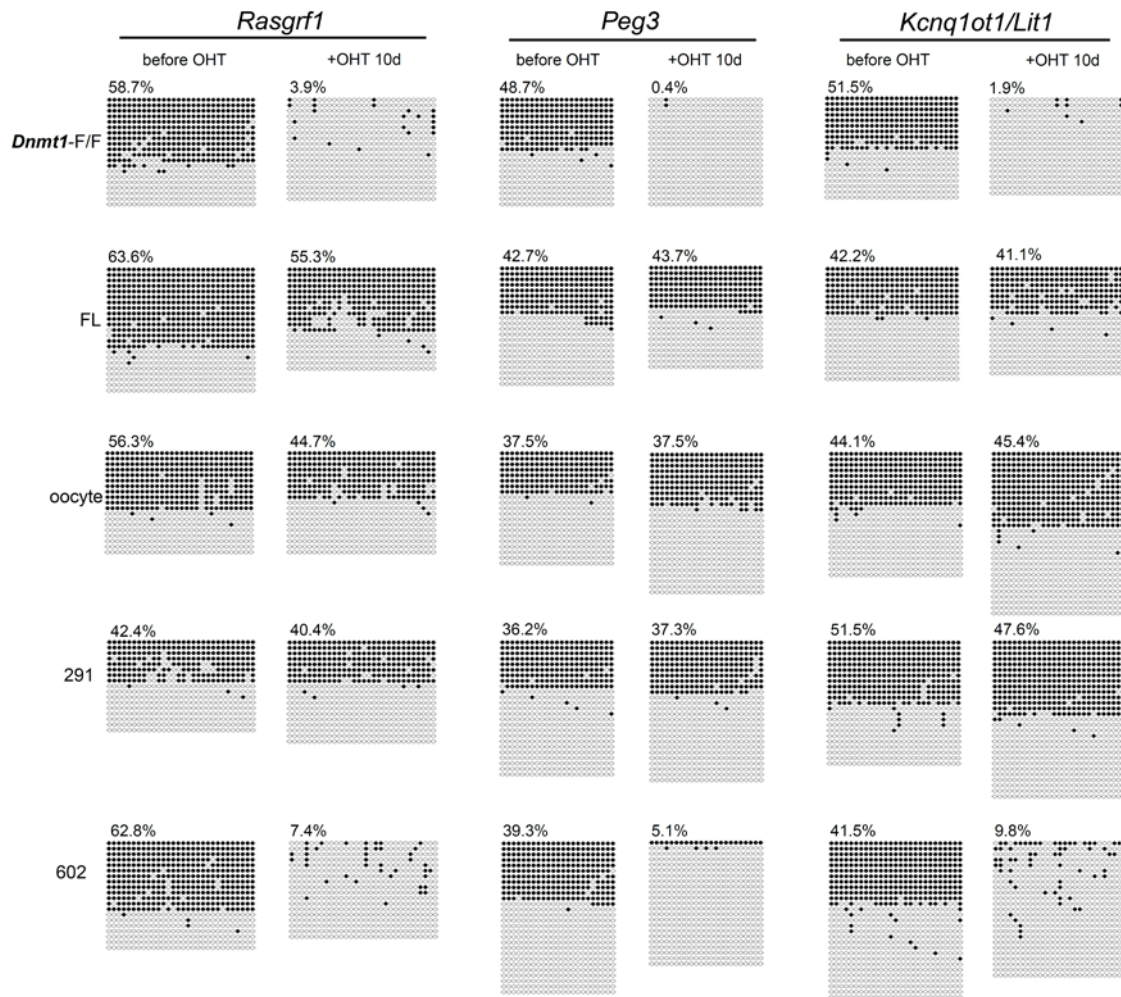 Rasgrf1 Peg3 Kcnq1ot1/Lit1
before OHT +OHT 10d before OHT +OHT 10d before OHT +OHT 10d
58.7% 3.9% 48.7% 0.4% 51.5% 1.9%
Dnmt1-F/F
63.6% 55.3% 42.7% 43.7% 42.2% 41.1%
FL
56.3% 44.7% 37.5% 37.5% 44.1% 45.4%
oocyte
42.4% 40.4% 36.2% 37.3% 51.5% 47.6%
291
62.8% 7.4% 39.3% 5.1% 41.5% 9.8%
602